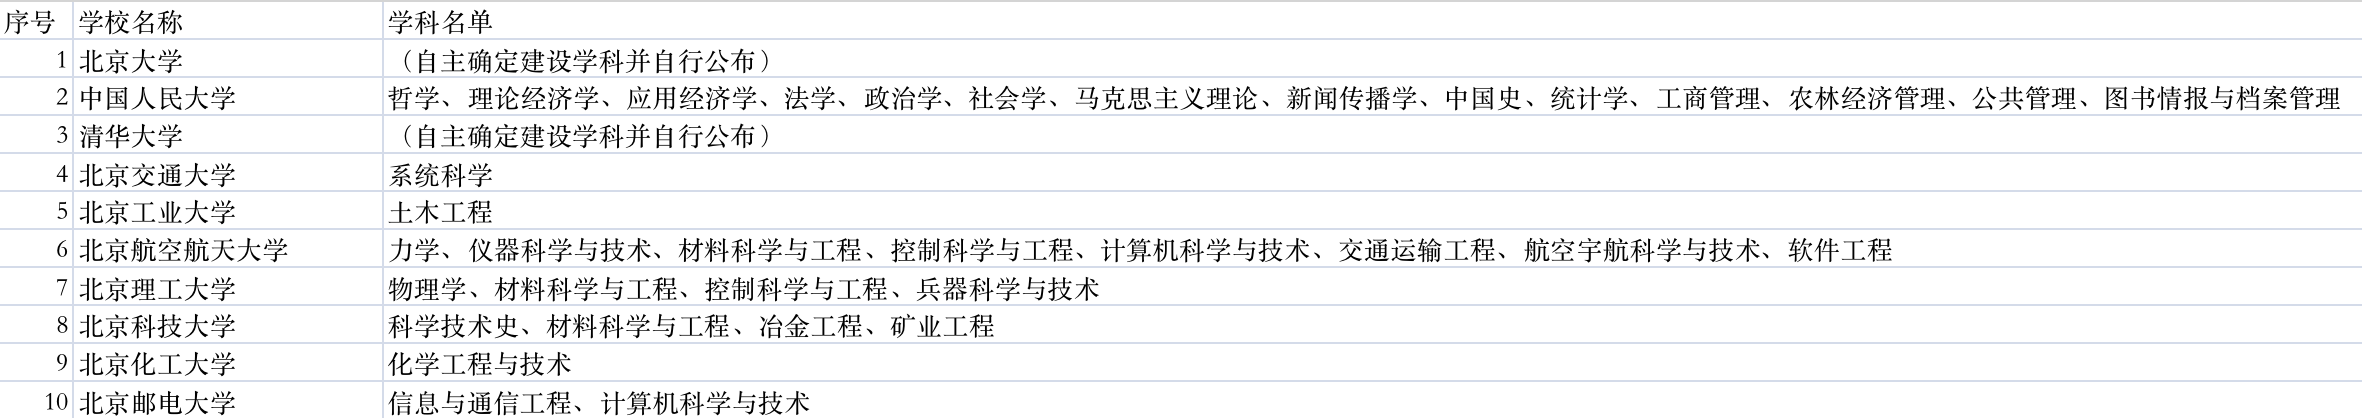 序号 学校名称 学科名单
1 北京大学 （自主确定建设学科并自行公布）
2 中国人民大学 哲学、理论经济学、应用经济学、法学、政治学、社会学、马克思主义理论、新闻传播学、中国史、统计学、工商管理、农林经济管理、公共管理、图书情报与档案管理
3 清华大学 （自主确定建设学科并自行公布）
4 北京交通大学 系统科学
5 北京工业大学 土木工程
6 北京航空航天大学 力学、仪器科学与技术、材料科学与工程、控制科学与工程、计算机科学与技术、交通运输工程、航空宇航科学与技术、软件工程
7 北京理工大学 物理学、材料科学与工程、控制科学与工程、兵器科学与技术
8 北京科技大学 科学技术史、材料科学与工程、冶金工程、矿业工程
9 北京化工大学 化学工程与技术
10 北京邮电大学 信息与通信工程、计算机科学与技术